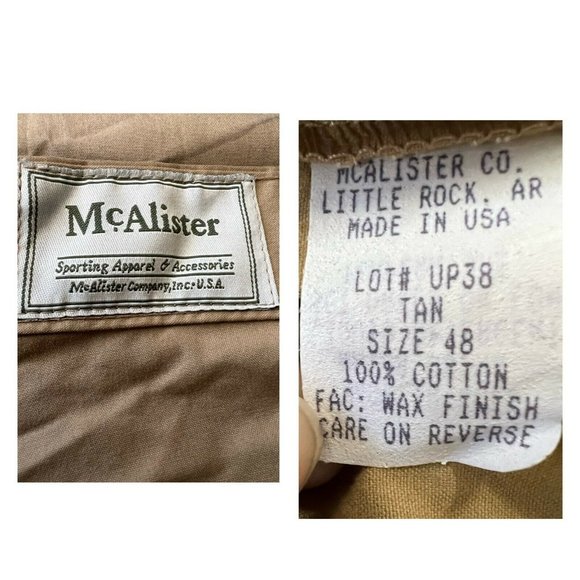 McAlister
Sporting Apparel & Accessories
McAlister Company, Inc. U.S.A.
MCALISTER CO.
LITTLE ROCK, AR
MADE IN USA
LOT# UP38
TAN
SIZE 48
100% COTTON
FAC: WAX FINISH
CARE ON REVERSE